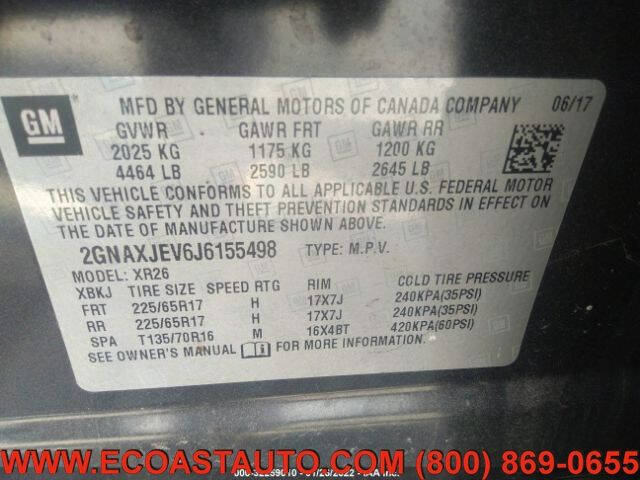 GM
MFD BY GENERAL MOTORS OF CANADA COMPANY 06/17
GVWR GAWR FRT GAWR RR
2025 KG 1175 KG 1200 KG
4464 LB 2590 LB 2645 LB
THIS VEHICLE CONFORMS TO ALL APPLICABLE U.S. FEDERAL MOTOR
VEHICLE SAFETY AND THEFT PREVENTION STANDARDS IN EFFECT ON
THE DATE OF MANUFACTURE SHOWN ABOVE.
2GNAXJEV6J6155498 TYPE: M.P.V.
MODEL: XR26
XBKJ TIRE SIZE SPEED RTG RIM COLD TIRE PRESSURE
FRT 225/65R17 H 17X7J 240KPA(35PSI)
RR 225/65R17 H 17X7J 240KPA(35PSI)
SPA T135/70R16 M 16X4BT 420KPA(60PSI)
SEE OWNER'S MANUAL FOR MORE INFORMATION.
WWW.ECOASTAUTO.COM (800) 869-0655